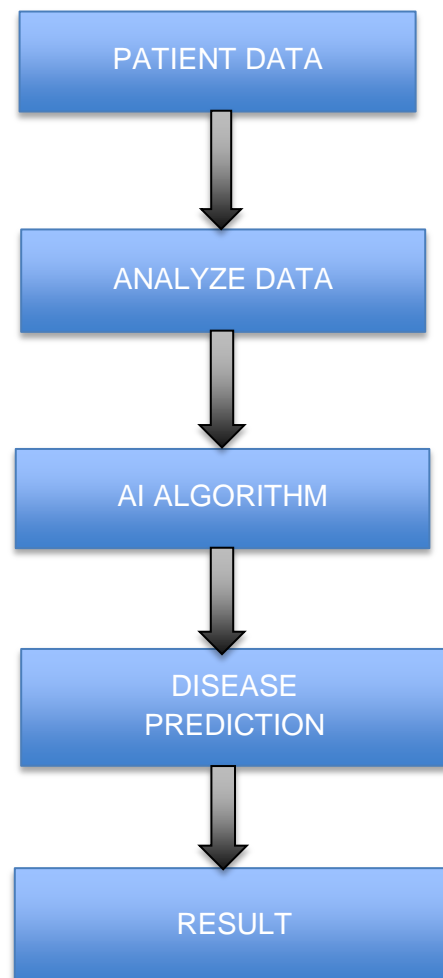 PATIENT DATA
ANALYZE DATA
AI ALGORITHM
DISEASE
PREDICTION
RESULT